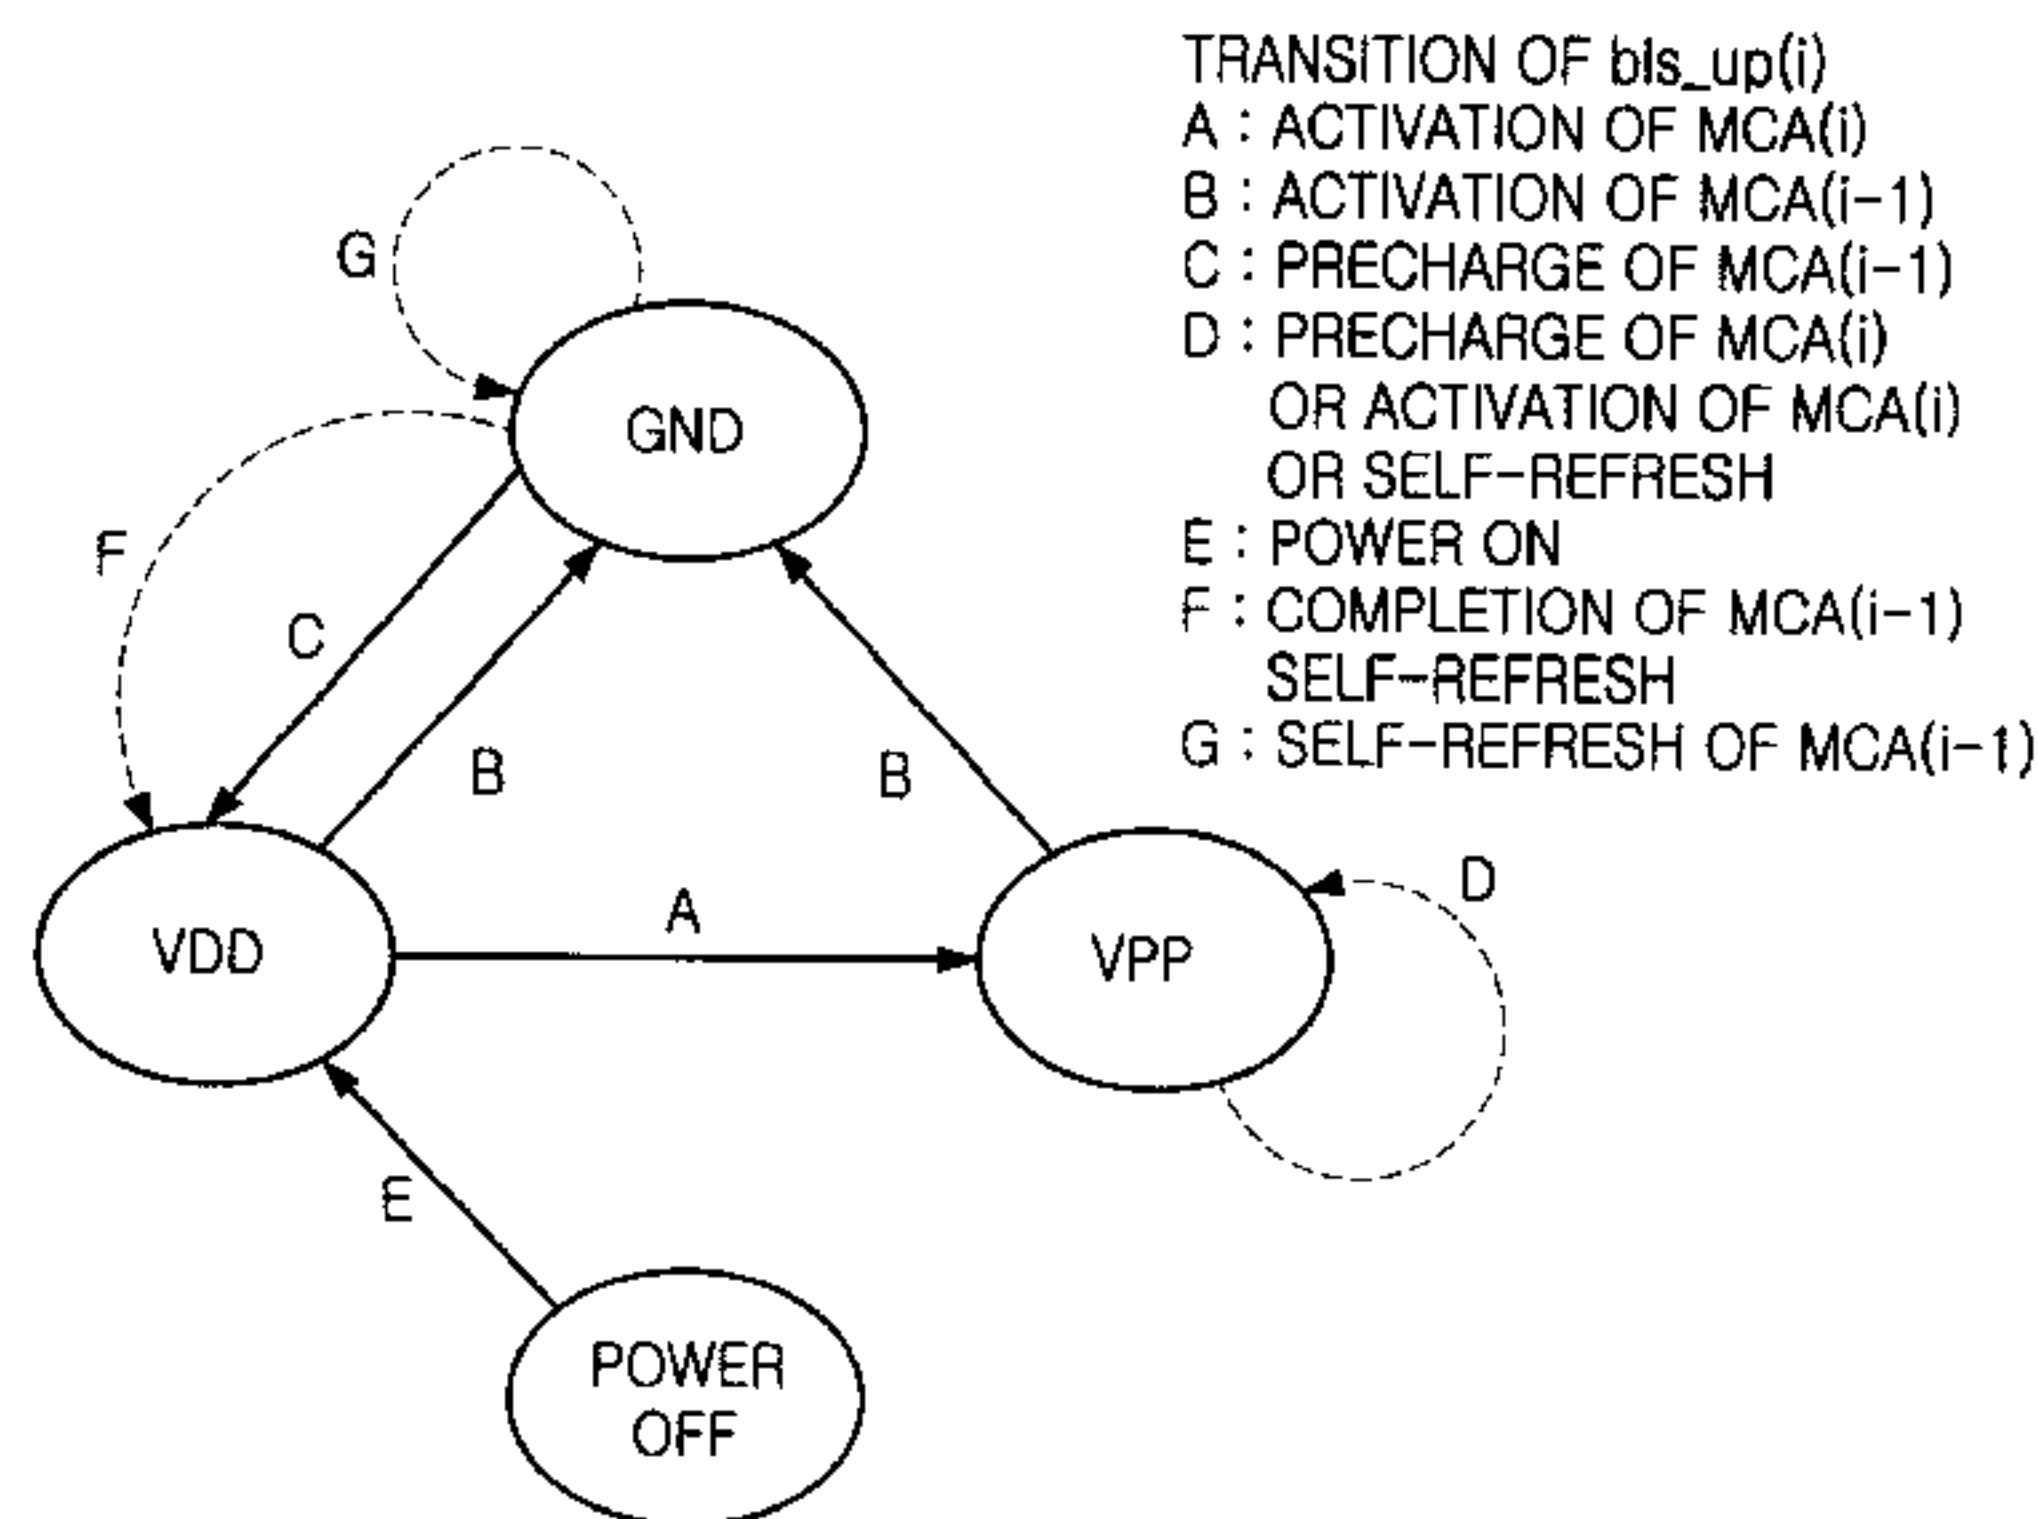 TRANSITION OF bls_up(i)
A : ACTIVATION OF MCA(i)
B : ACTIVATION OF MCA(i-1)
C : PRECHARGE OF MCA(i-1)
D : PRECHARGE OF MCA(i)
OR ACTIVATION OF MCA(i)
OR SELF-REFRESH
E : POWER ON
F : COMPLETION OF MCA(i-1)
SELF-REFRESH
G : SELF-REFRESH OF MCA(i-1)
G
GND
F
C
B
B
D
A
VDD
VPP
E
POWER
OFF